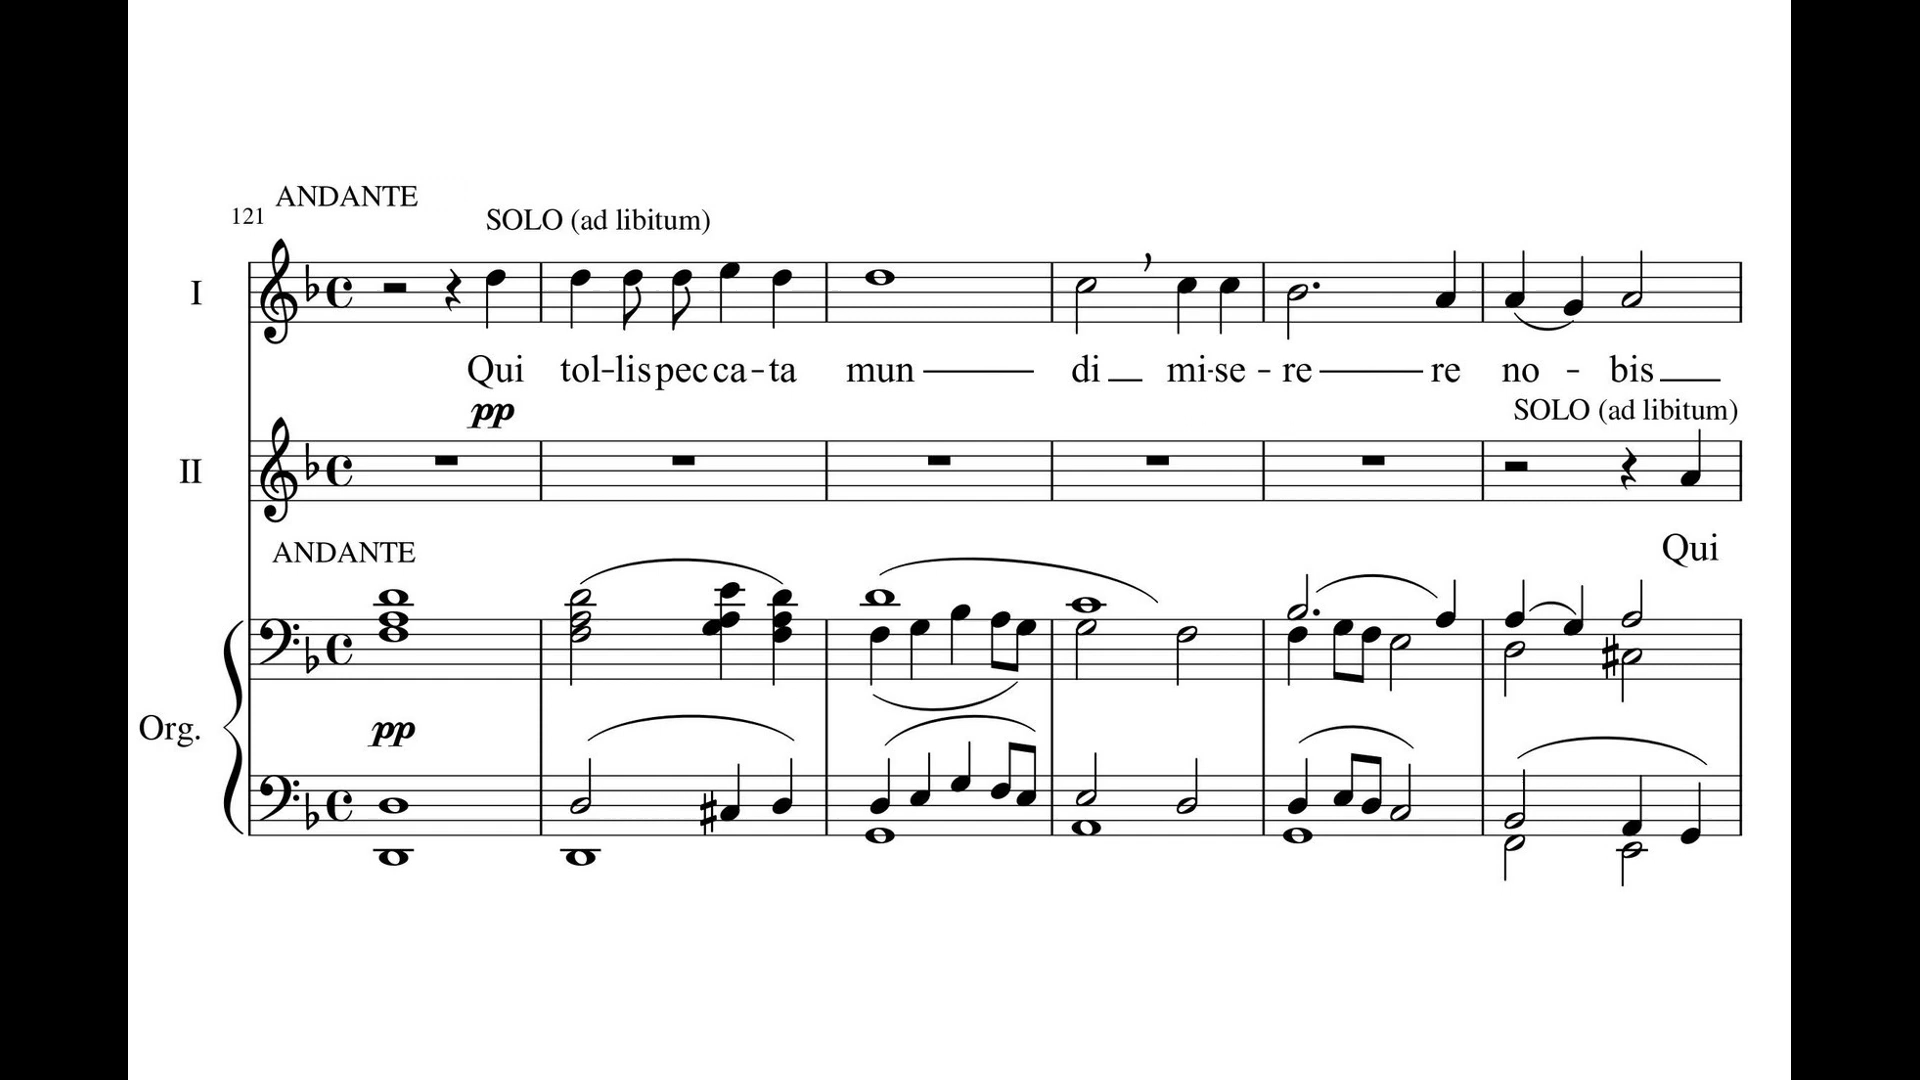 ANDANTE
121
SOLO (ad libitum)
I
Qui tol-lis pec ca-ta mun di mi-se-re re no-bis
pp
SOLO (ad libitum)
II
Qui
ANDANTE
Org.
pp